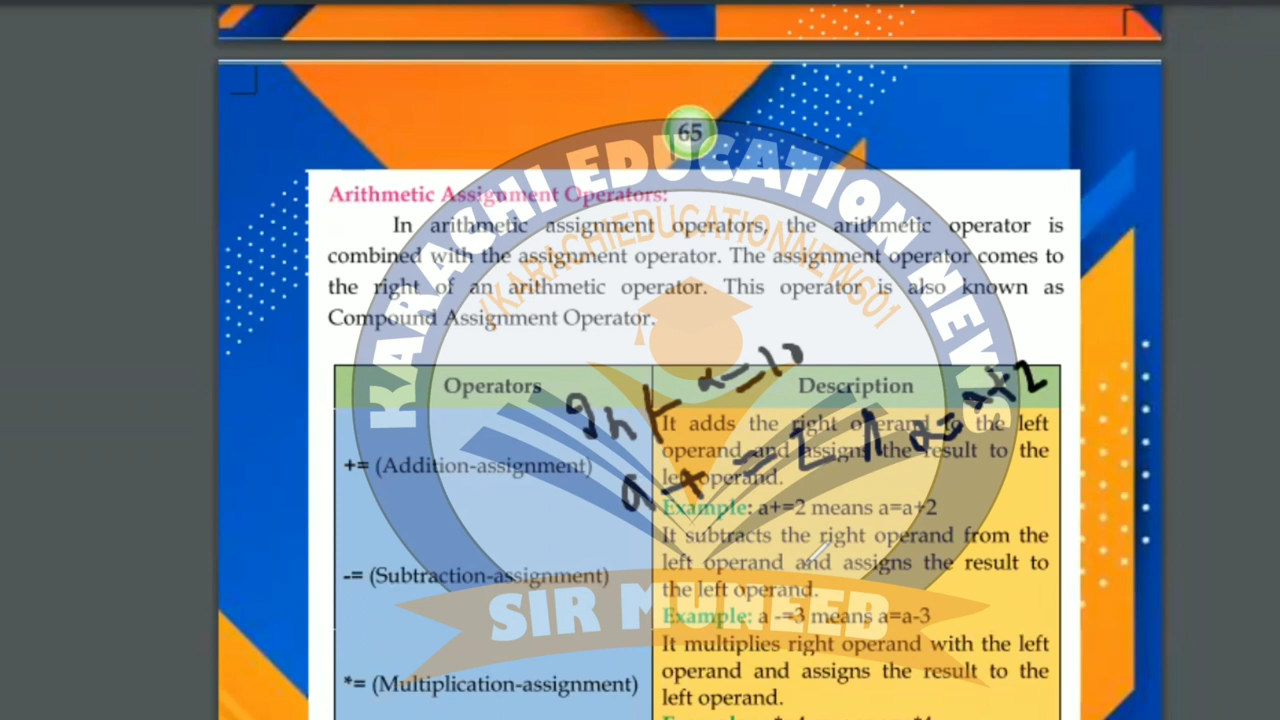 65
KARACHI EDUCATION NEWS
/KARACHIEDUCATIONNEWS01
Arithmetic Assignment Operators:
In arithmetic assignment operators, the arithmetic operator is
combined with the assignment operator. The assignment operator comes to
the right of an arithmetic operator. This operator is also known as
Compound Assignment Operator.
Operators
Description
+= (Addition-assignment)
It adds the right operand to the left
operand and assigns the result to the
left operand.
Example: a+=2 means a=a+2
-= (Subtraction-assignment)
It subtracts the right operand from the
left operand and assigns the result to
the left operand.
Example: a -=3 means a=a-3
*= (Multiplication-assignment)
It multiplies right operand with the left
operand and assigns the result to the
left operand.
SIR MUNEEB
a=10
a=a+2